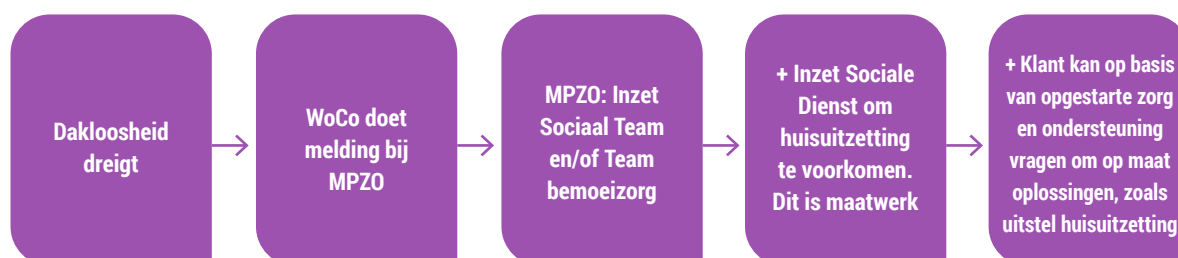 Dakloosheid
dreigt
WoCo doet
melding bij
MPZO
MPZO: Inzet
Sociaal Team
en/of Team
bemoeizorg
+ Inzet Sociale
Dienst om
huisuitzetting
te voorkomen.
Dit is maatwerk
+ Klant kan op basis
van opgestarte zorg
en ondersteuning
vragen om op maat
oplossingen, zoals
uitstel huisuitzetting